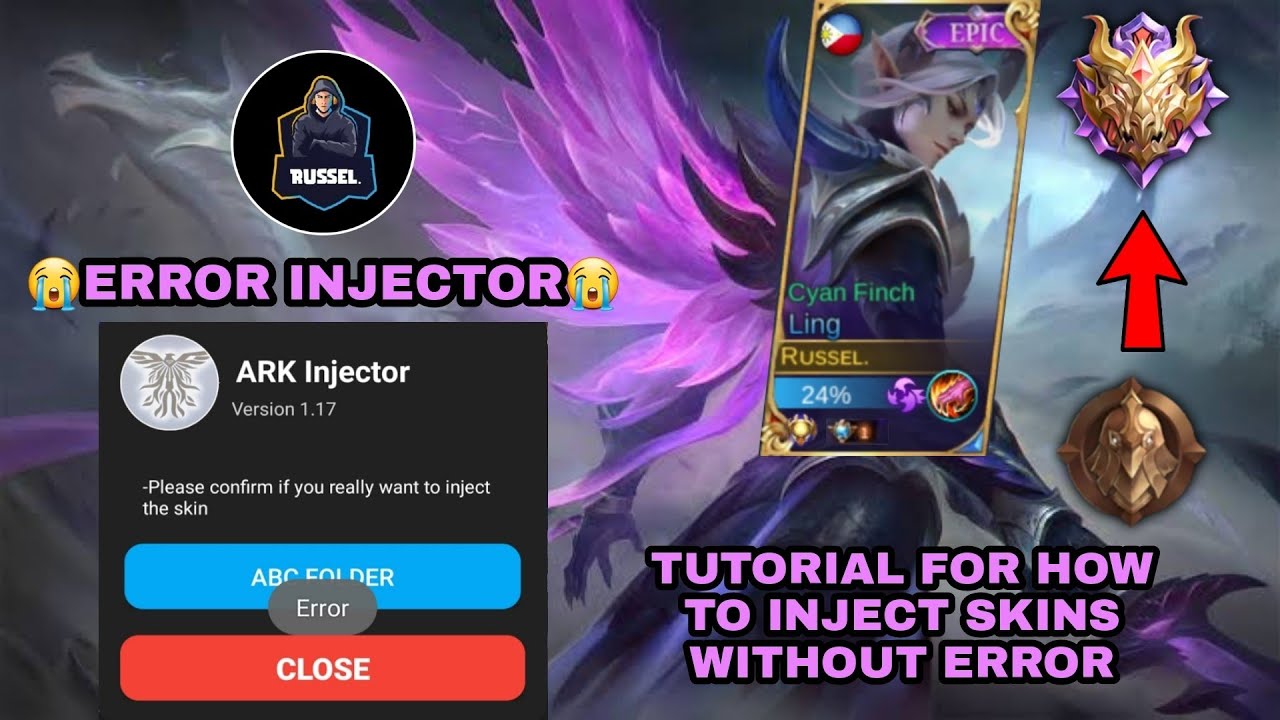 RUSSEL.
😭ERROR INJECTOR😭
ARK Injector
Version 1.17
-Please confirm if you really want to inject
the skin
ABC FOLDER
Error
CLOSE
EPIC
Cyan Finch
Ling
RUSSEL.
24%
TUTORIAL FOR HOW
TO INJECT SKINS
WITHOUT ERROR